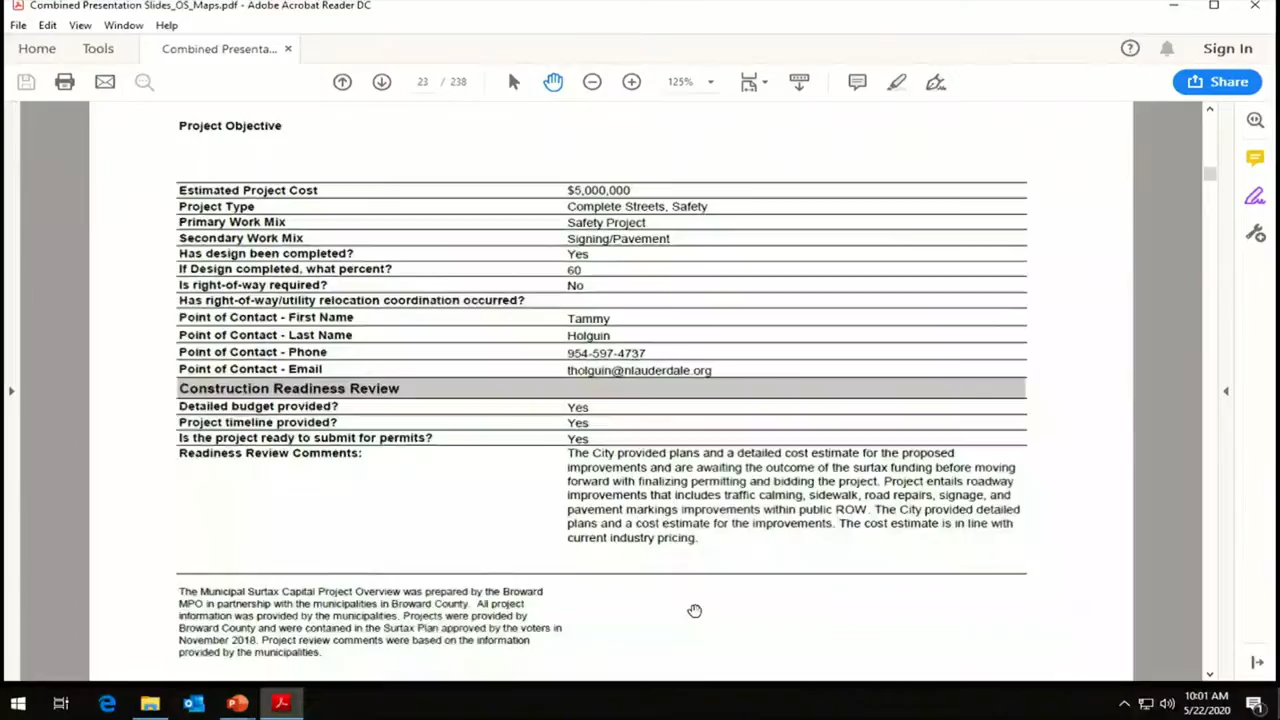 Combined Presentation Slides_OS_Maps.pdf - Adobe Acrobat Reader DC
File Edit View Window Help
Home Tools Combined Presenta... × Sign In
23 / 238 125% Share
Project Objective
Estimated Project Cost $5,000,000
Project Type Complete Streets, Safety
Primary Work Mix Safety Project
Secondary Work Mix Signing/Pavement
Has design been completed? Yes
If Design completed, what percent? 60
Is right-of-way required? No
Has right-of-way/utility relocation coordination occurred?
Point of Contact - First Name Tammy
Point of Contact - Last Name Holguin
Point of Contact - Phone 954-597-4737
Point of Contact - Email tholguin@nlauderdale.org
Construction Readiness Review
Detailed budget provided? Yes
Project timeline provided? Yes
Is the project ready to submit for permits? Yes
Readiness Review Comments: The City provided plans and a detailed cost estimate for the proposed
improvements and are awaiting the outcome of the surtax funding before moving
forward with finalizing permitting and bidding the project. Project entails roadway
improvements that includes traffic calming, sidewalk, road repairs, signage, and
pavement markings improvements within public ROW. The City provided detailed
plans and a cost estimate for the improvements. The cost estimate is in line with
current industry pricing.
The Municipal Surtax Capital Project Overview was prepared by the Broward
MPO in partnership with the municipalities in Broward County. All project
information was provided by the municipalities. Projects were provided by
Broward County and were contained in the Surtax Plan approved by the voters in
November 2018. Project review comments were based on the information
provided by the municipalities.
10:01 AM
5/22/2020